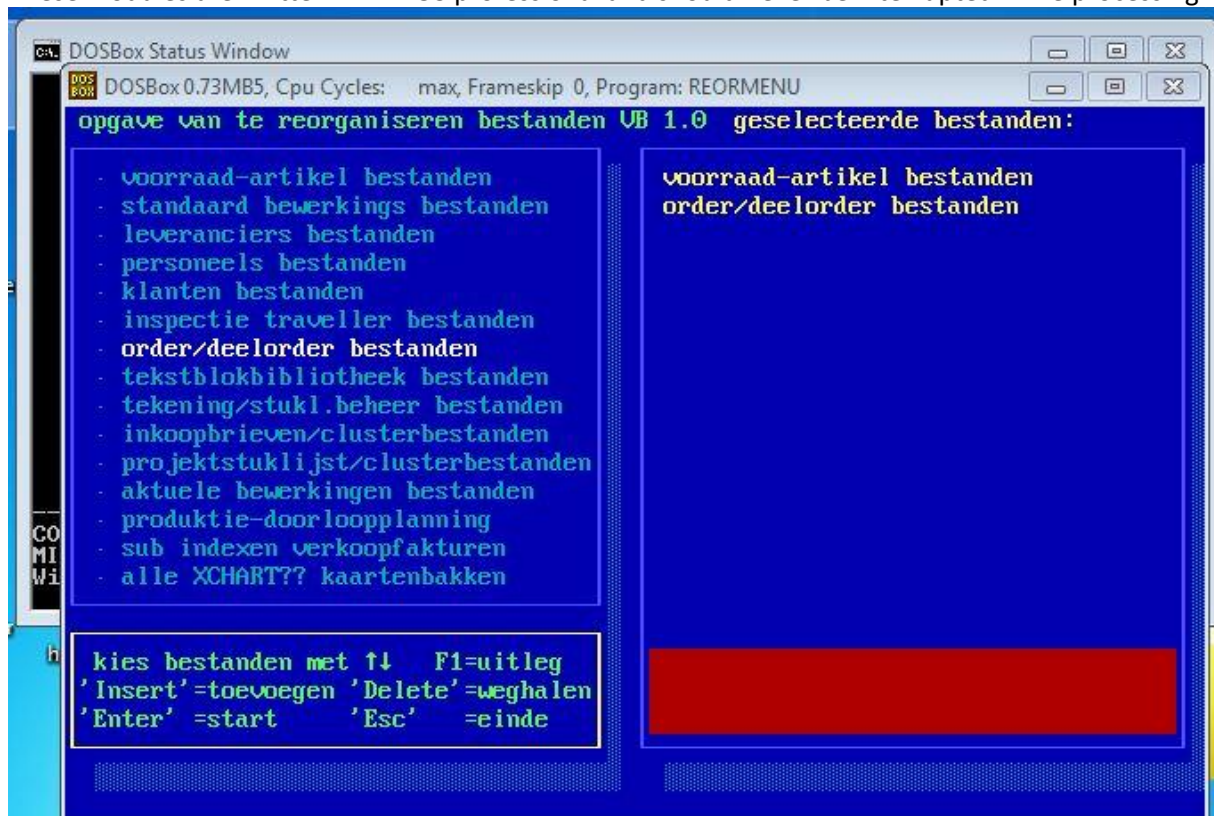 DOSBox Status Window
DOSBox 0.73MB5, Cpu Cycles: max, Frameskip 0, Program: REORMENU
opgave van te reorganiseren bestanden VB 1.0 geselecteerde bestanden:
· voorraad-artikel bestanden
· standaard bewerkings bestanden
· leveranciers bestanden
· personeels bestanden
· klanten bestanden
· inspectie traveller bestanden
· order/deelorder bestanden
· tekstblokbibliotheek bestanden
· tekening/stukl.beheer bestanden
· inkoopbrieven/clusterbestanden
· projektstuklijst/clusterbestanden
· aktuele bewerkingen bestanden
· produktie-doorloopplanning
· sub indexen verkoopfakturen
· alle XCHART?? kaartenbakken
voorraad-artikel bestanden
order/deelorder bestanden
kies bestanden met ↑↓ F1=uitleg
'Insert'=toevoegen 'Delete'=weghalen
'Enter' =start 'Esc' =einde
CO
MI
Wi
h